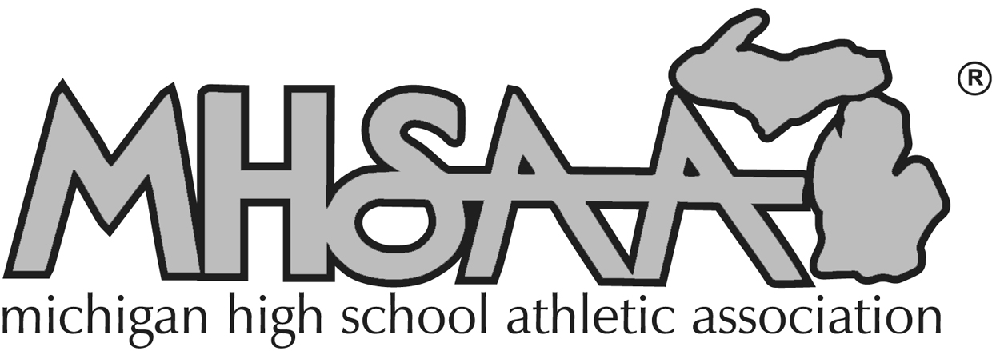 MHSAA ®
michigan high school athletic association